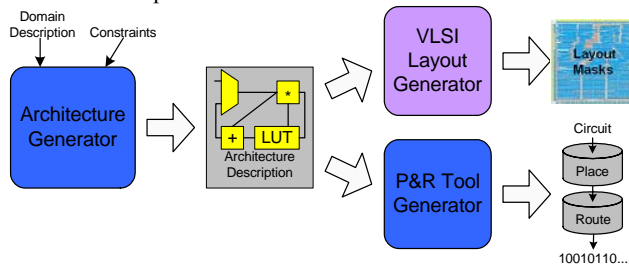 Domain
Description
Constraints
Architecture
Generator
*
+
LUT
Architecture
Description
VLSI
Layout
Generator
Layout
Masks
P&R Tool
Generator
Circuit
Place
Route
10010110...